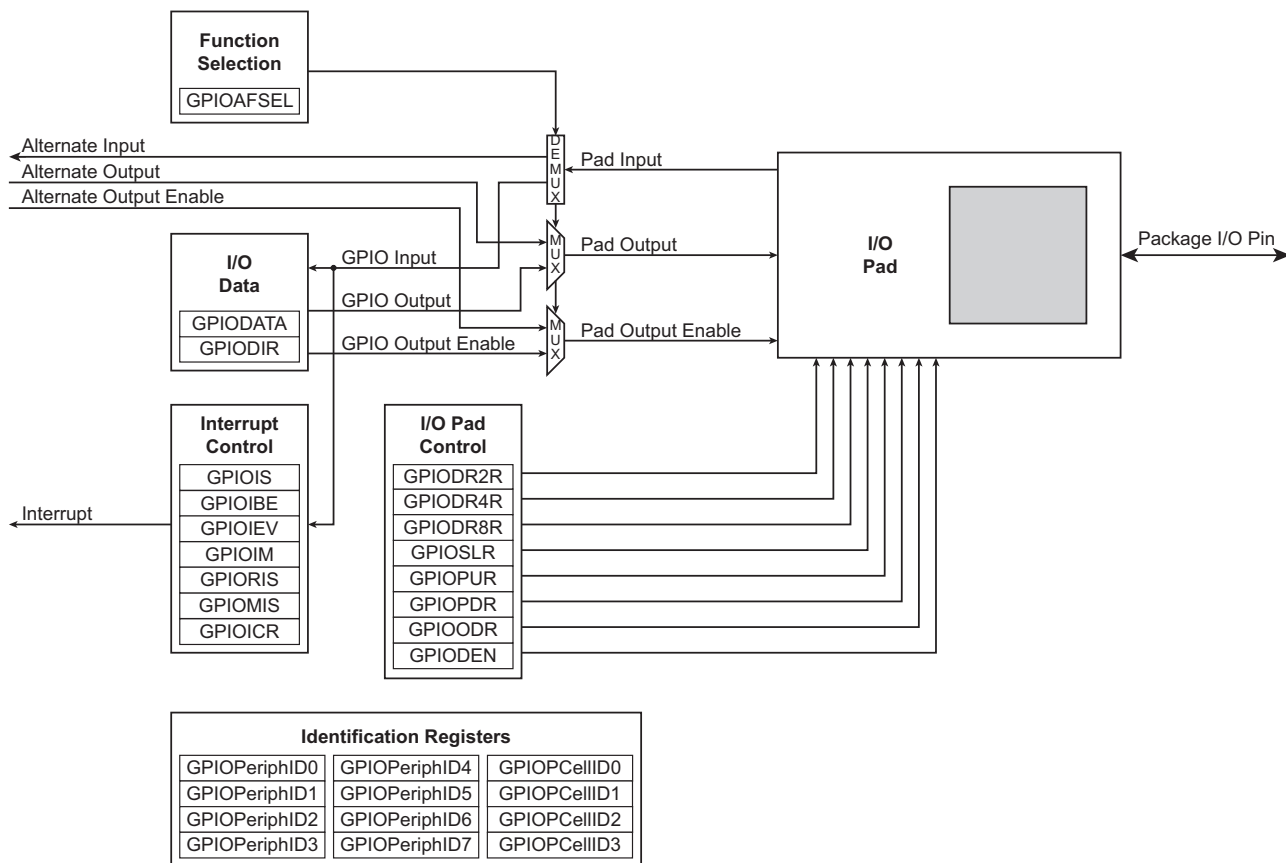 Function
Selection
GPIOAFSEL
Alternate Input
Alternate Output
Alternate Output Enable
DEMUX
Pad Input
MUX
Pad Output
I/O
Pad
Package I/O Pin
I/O
Data
GPIODATA
GPIODIR
GPIO Input
GPIO Output
GPIO Output Enable
MUX
Pad Output Enable
Interrupt
Control
GPIOIS
GPIOIBE
GPIOIEV
GPIOIM
GPIORIS
GPIOMIS
GPIOICR
Interrupt
I/O Pad
Control
GPIODR2R
GPIODR4R
GPIODR8R
GPIOSLR
GPIOPUR
GPIOPDR
GPIOODR
GPIODEN
Identification Registers
GPIOPeriphID0 GPIOPeriphID4 GPIOPCellID0
GPIOPeriphID1 GPIOPeriphID5 GPIOPCellID1
GPIOPeriphID2 GPIOPeriphID6 GPIOPCellID2
GPIOPeriphID3 GPIOPeriphID7 GPIOPCellID3